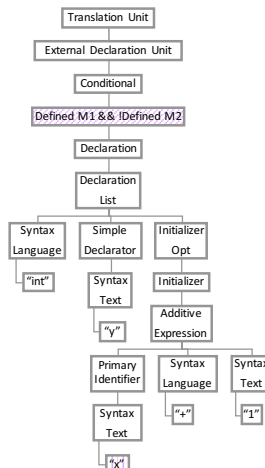 Translation Unit
External Declaration Unit
Conditional
Defined M1 && !Defined M2
Declaration
Declaration
List
Syntax
Language
Simple
Declarator
Initializer
Opt
"int"
Syntax
Text
Initializer
"y"
Additive
Expression
Primary
Identifier
Syntax
Language
Syntax
Text
Syntax
Text
"+"
"1"
"x"